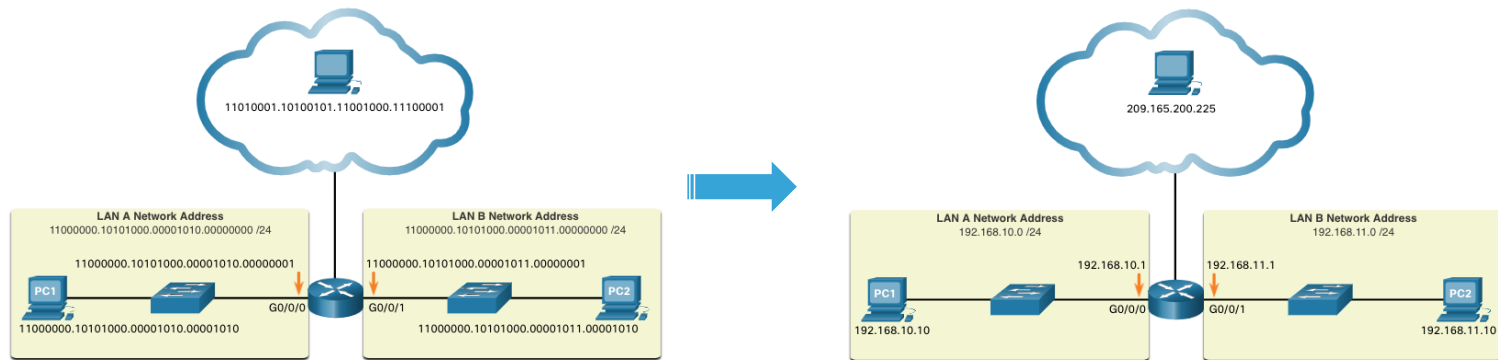 11010001.10100101.11001000.11100001
LAN A Network Address
11000000.10101000.00001010.00000000 /24
LAN B Network Address
11000000.10101000.00001011.00000000 /24
11000000.10101000.00001010.00000001
11000000.10101000.00001011.00000001
PC1
G0/0/0
G0/0/1
PC2
11000000.10101000.00001010.00001010
11000000.10101000.00001011.00001010
209.165.200.225
LAN A Network Address
192.168.10.0 /24
LAN B Network Address
192.168.11.0 /24
192.168.10.1
192.168.11.1
PC1
G0/0/0
G0/0/1
PC2
192.168.10.10
192.168.11.10